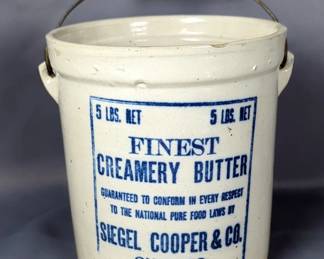 5 LBS. NET 5 LBS. NET
FINEST
CREAMERY BUTTER
GUARANTEED TO CONFORM IN EVERY RESPECT
TO THE NATIONAL PURE FOOD LAWS BY
SIEGEL COOPER & CO.